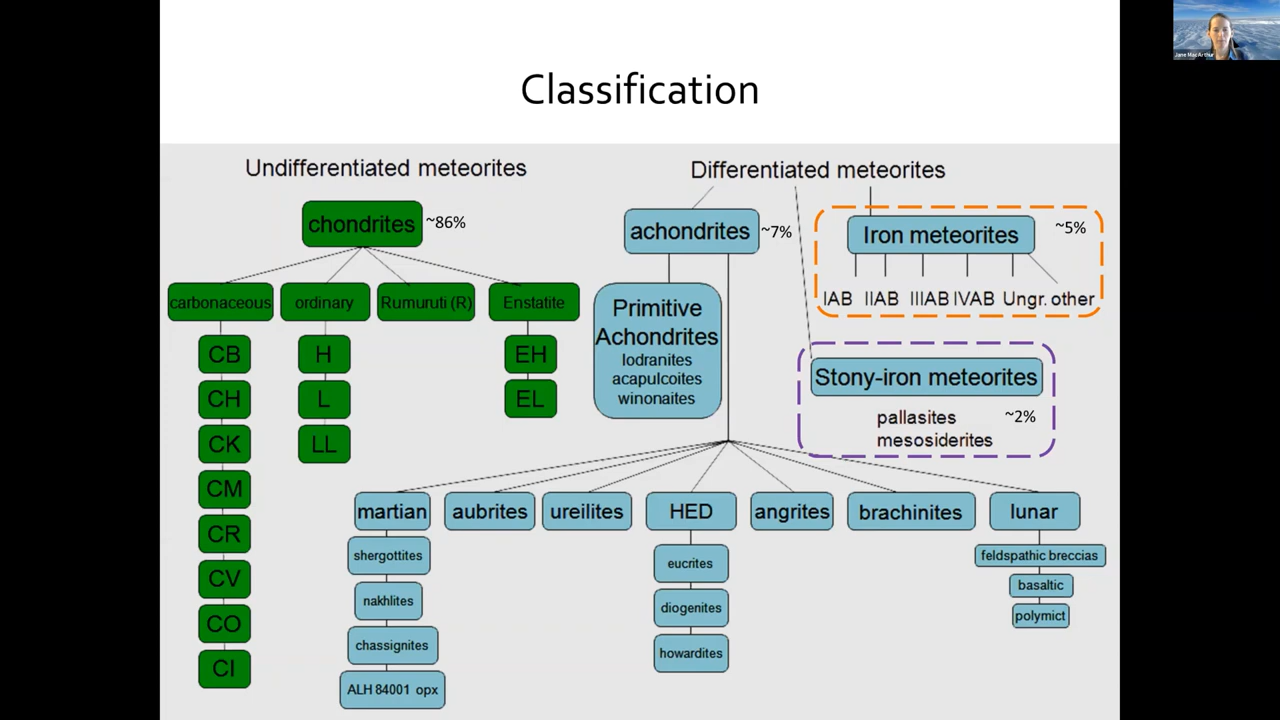 Jane MacArthur
Classification
Undifferentiated meteorites
Differentiated meteorites
chondrites
~86%
carbonaceous
ordinary
Rumuruti (R)
Enstatite
CB
CH
CK
CM
CR
CV
CO
CI
H
L
LL
EH
EL
achondrites
~7%
Primitive
Achondrites
lodranites
acapulcoites
winonaites
Iron meteorites
~5%
IAB
IIAB
IIIAB
IVAB
Ungr.
other
Stony-iron meteorites
pallasites
~2%
mesosiderites
martian
shergottites
nakhlites
chassignites
ALH 84001 opx
aubrites
ureilites
HED
eucrites
diogenites
howardites
angrites
brachinites
lunar
feldspathic breccias
basaltic
polymict